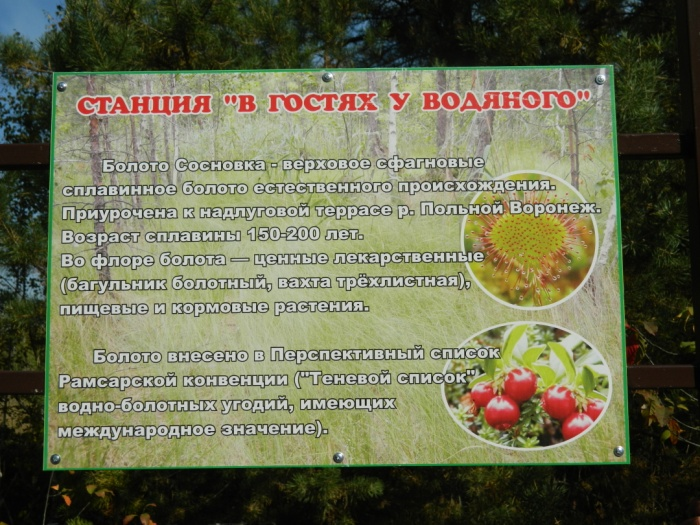 СТАНЦИЯ "В ГОСТЯХ У ВОДЯНОГО"
Болото Сосновка - верховое сфагновые
сплавинное болото естественного происхождения.
Приурочена к надлуговой террасе р. Польной Воронеж.
Возраст сплавины 150-200 лет.
Во флоре болота — ценные лекарственные
(багульник болотный, вахта трёхлистная),
пищевые и кормовые растения.
Болото внесено в Перспективный список
Рамсарской конвенции ("Теневой список"
водно-болотных угодий, имеющих
международное значение).